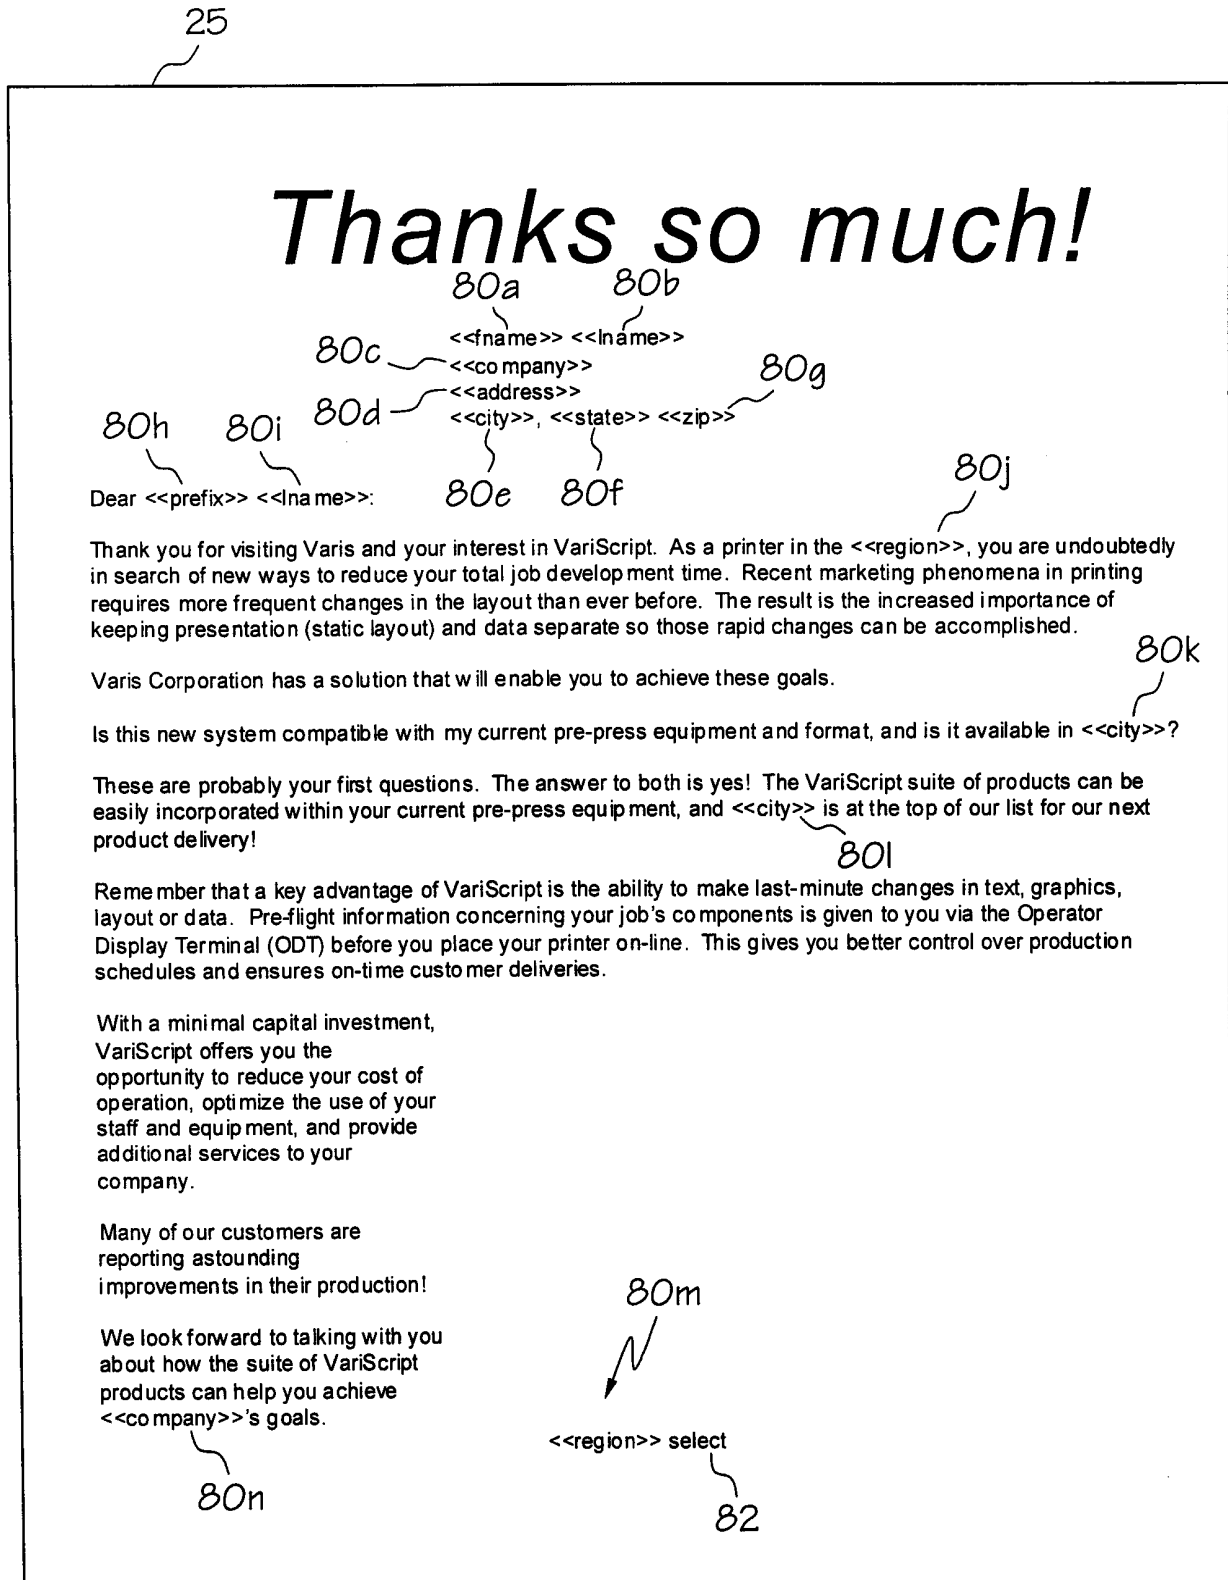 25
Thanks so much!
80a 80b
<<fname>> <<lname>>
80c <<company>>
80g
80d <<address>>
<<city>>, <<state>> <<zip>>
80h 80i
80e 80f
80j
Dear <<prefix>> <<lname>>:
Thank you for visiting Varis and your interest in VariScript. As a printer in the <<region>>, you are undoubtedly
in search of new ways to reduce your total job development time. Recent marketing phenomena in printing
requires more frequent changes in the layout than ever before. The result is the increased importance of
keeping presentation (static layout) and data separate so those rapid changes can be accomplished.
80k
Varis Corporation has a solution that will enable you to achieve these goals.
Is this new system compatible with my current pre-press equipment and format, and is it available in <<city>>?
These are probably your first questions. The answer to both is yes! The VariScript suite of products can be
easily incorporated within your current pre-press equipment, and <<city>> is at the top of our list for our next
product delivery!
80l
Remember that a key advantage of VariScript is the ability to make last-minute changes in text, graphics,
layout or data. Pre-flight information concerning your job's components is given to you via the Operator
Display Terminal (ODT) before you place your printer on-line. This gives you better control over production
schedules and ensures on-time customer deliveries.
With a minimal capital investment,
VariScript offers you the
opportunity to reduce your cost of
operation, optimize the use of your
staff and equipment, and provide
additional services to your
company.
Many of our customers are
reporting astounding
improvements in their production!
80m
We look forward to talking with you
about how the suite of VariScript
products can help you achieve
<<company>>'s goals.
<<region>> select
80n
82